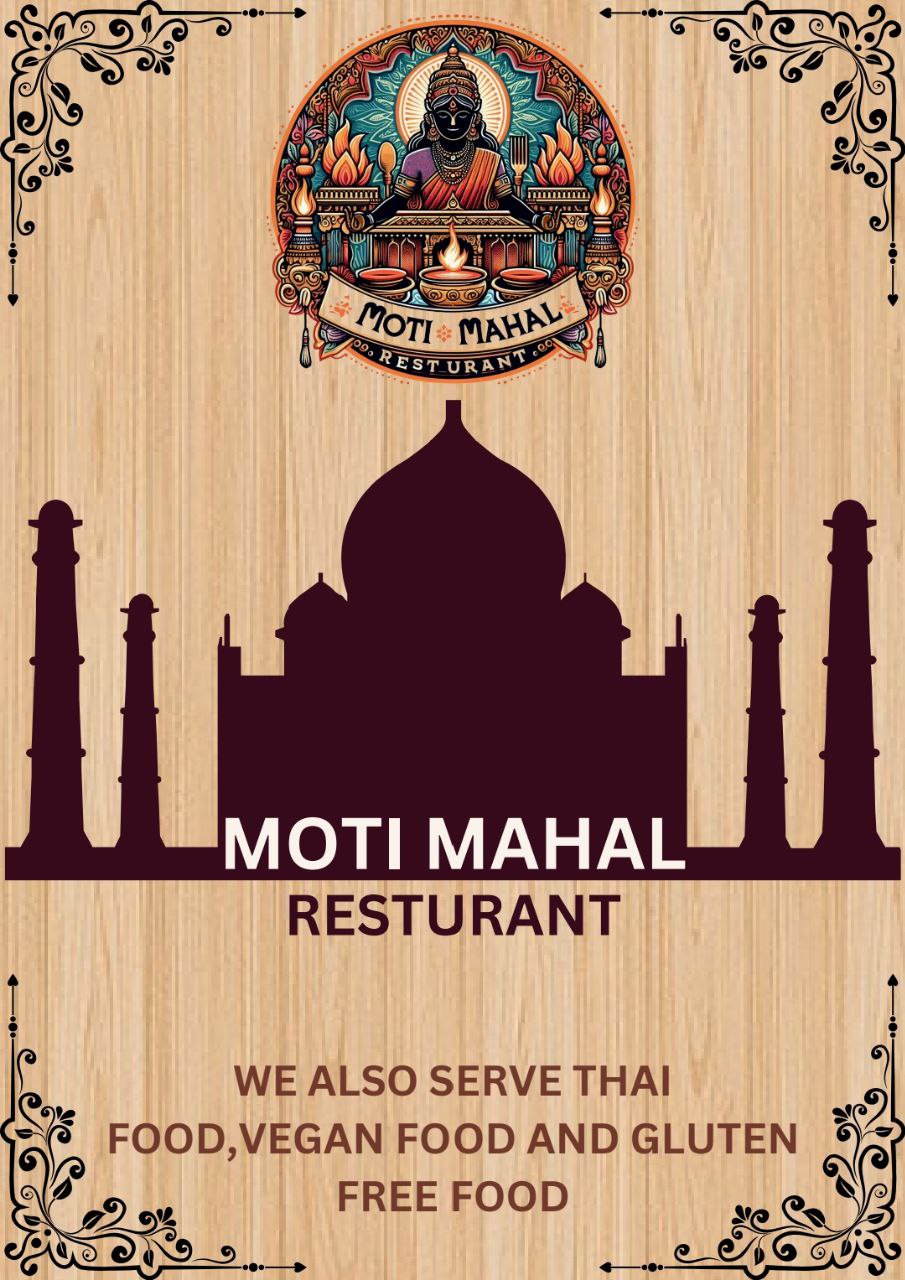 MOTI MAHAL
RESTURANT
MOTI MAHAL
RESTURANT
WE ALSO SERVE THAI
FOOD,VEGAN FOOD AND GLUTEN
FREE FOOD